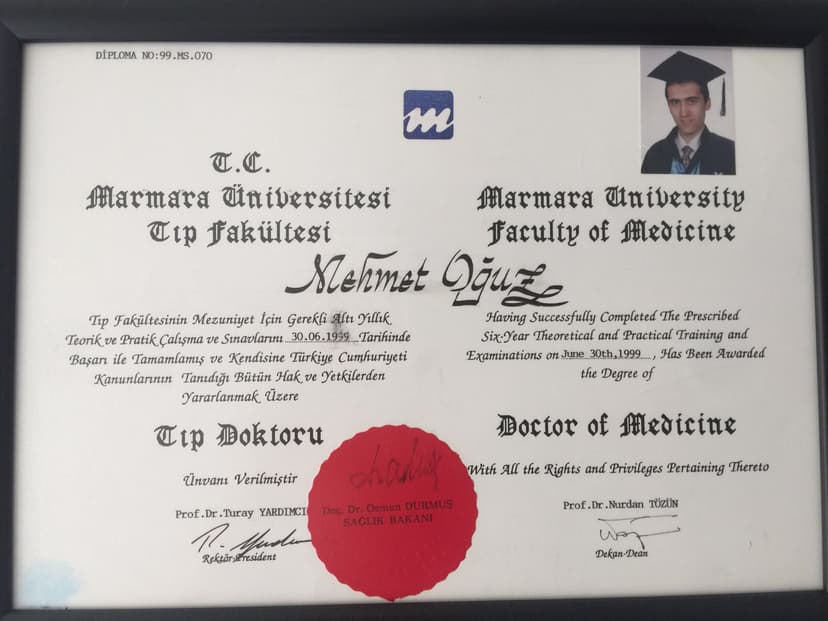 DİPLOMA NO:99.MS.070
m
T.C.
Marmara Üniversitesi
Tıp Fakültesi
Marmara University
Faculty of Medicine
Mehmet Oğuz
Tıp Fakültesinin Mezuniyet İçin Gerekli Altı Yıllık
Teorik ve Pratik Çalışma ve Sınavlarını 30.06.1999 Tarihinde
Başarı ile Tamamlamış ve Kendisine Türkiye Cumhuriyeti
Kanunlarının Tanıdığı Bütün Hak ve Yetkilerden
Yararlanmak Üzere
Tıp Doktoru
Ünvanı Verilmiştir
Prof.Dr.Turay YARDIMCI
Rektör-President
Having Successfully Completed The Prescribed
Six-Year Theoretical and Practical Training and
Examinations on June 30th,1999, Has Been Awarded
the Degree of
Doctor of Medicine
With All the Rights and Privileges Pertaining Thereto
Prof.Dr.Nurdan TÖZÜN
Dekan-Dean
Doç. Dr. Osman DURMUŞ
SAĞLIK BAKANI